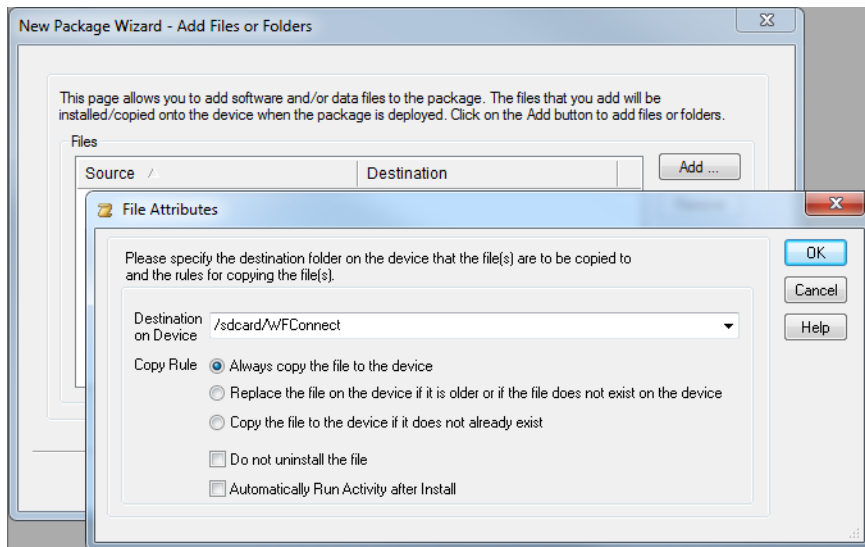 New Package Wizard - Add Files or Folders
This page allows you to add software and/or data files to the package. The files that you add will be
installed/copied onto the device when the package is deployed. Click on the Add button to add files or folders.
Files
Source
Destination
Add ...
File Attributes
Please specify the destination folder on the device that the file(s) are to be copied to
and the rules for copying the file(s).
OK
Cancel
Help
Destination
on Device
/sdcard/WFConnect
Copy Rule
Always copy the file to the device
Replace the file on the device if it is older or if the file does not exist on the device
Copy the file to the device if it does not already exist
Do not uninstall the file
Automatically Run Activity after Install